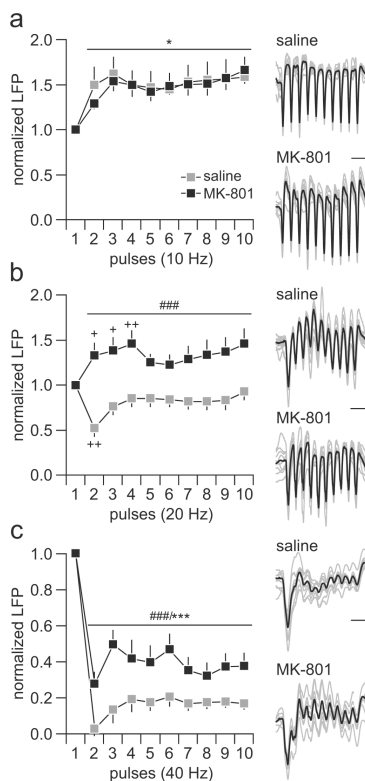 a
normalized LFP
2.0
1.5
1.0
0.5
0.0
*
saline
MK-801
1 2 3 4 5 6 7 8 9 10
pulses (10 Hz)
saline
MK-801
b
normalized LFP
2.0
1.5
1.0
0.5
0.0
###
+ + ++
++
1 2 3 4 5 6 7 8 9 10
pulses (20 Hz)
saline
MK-801
c
normalized LFP
1.0
0.8
0.6
0.4
0.2
0.0
###/***
1 2 3 4 5 6 7 8 9 10
pulses (40 Hz)
saline
MK-801